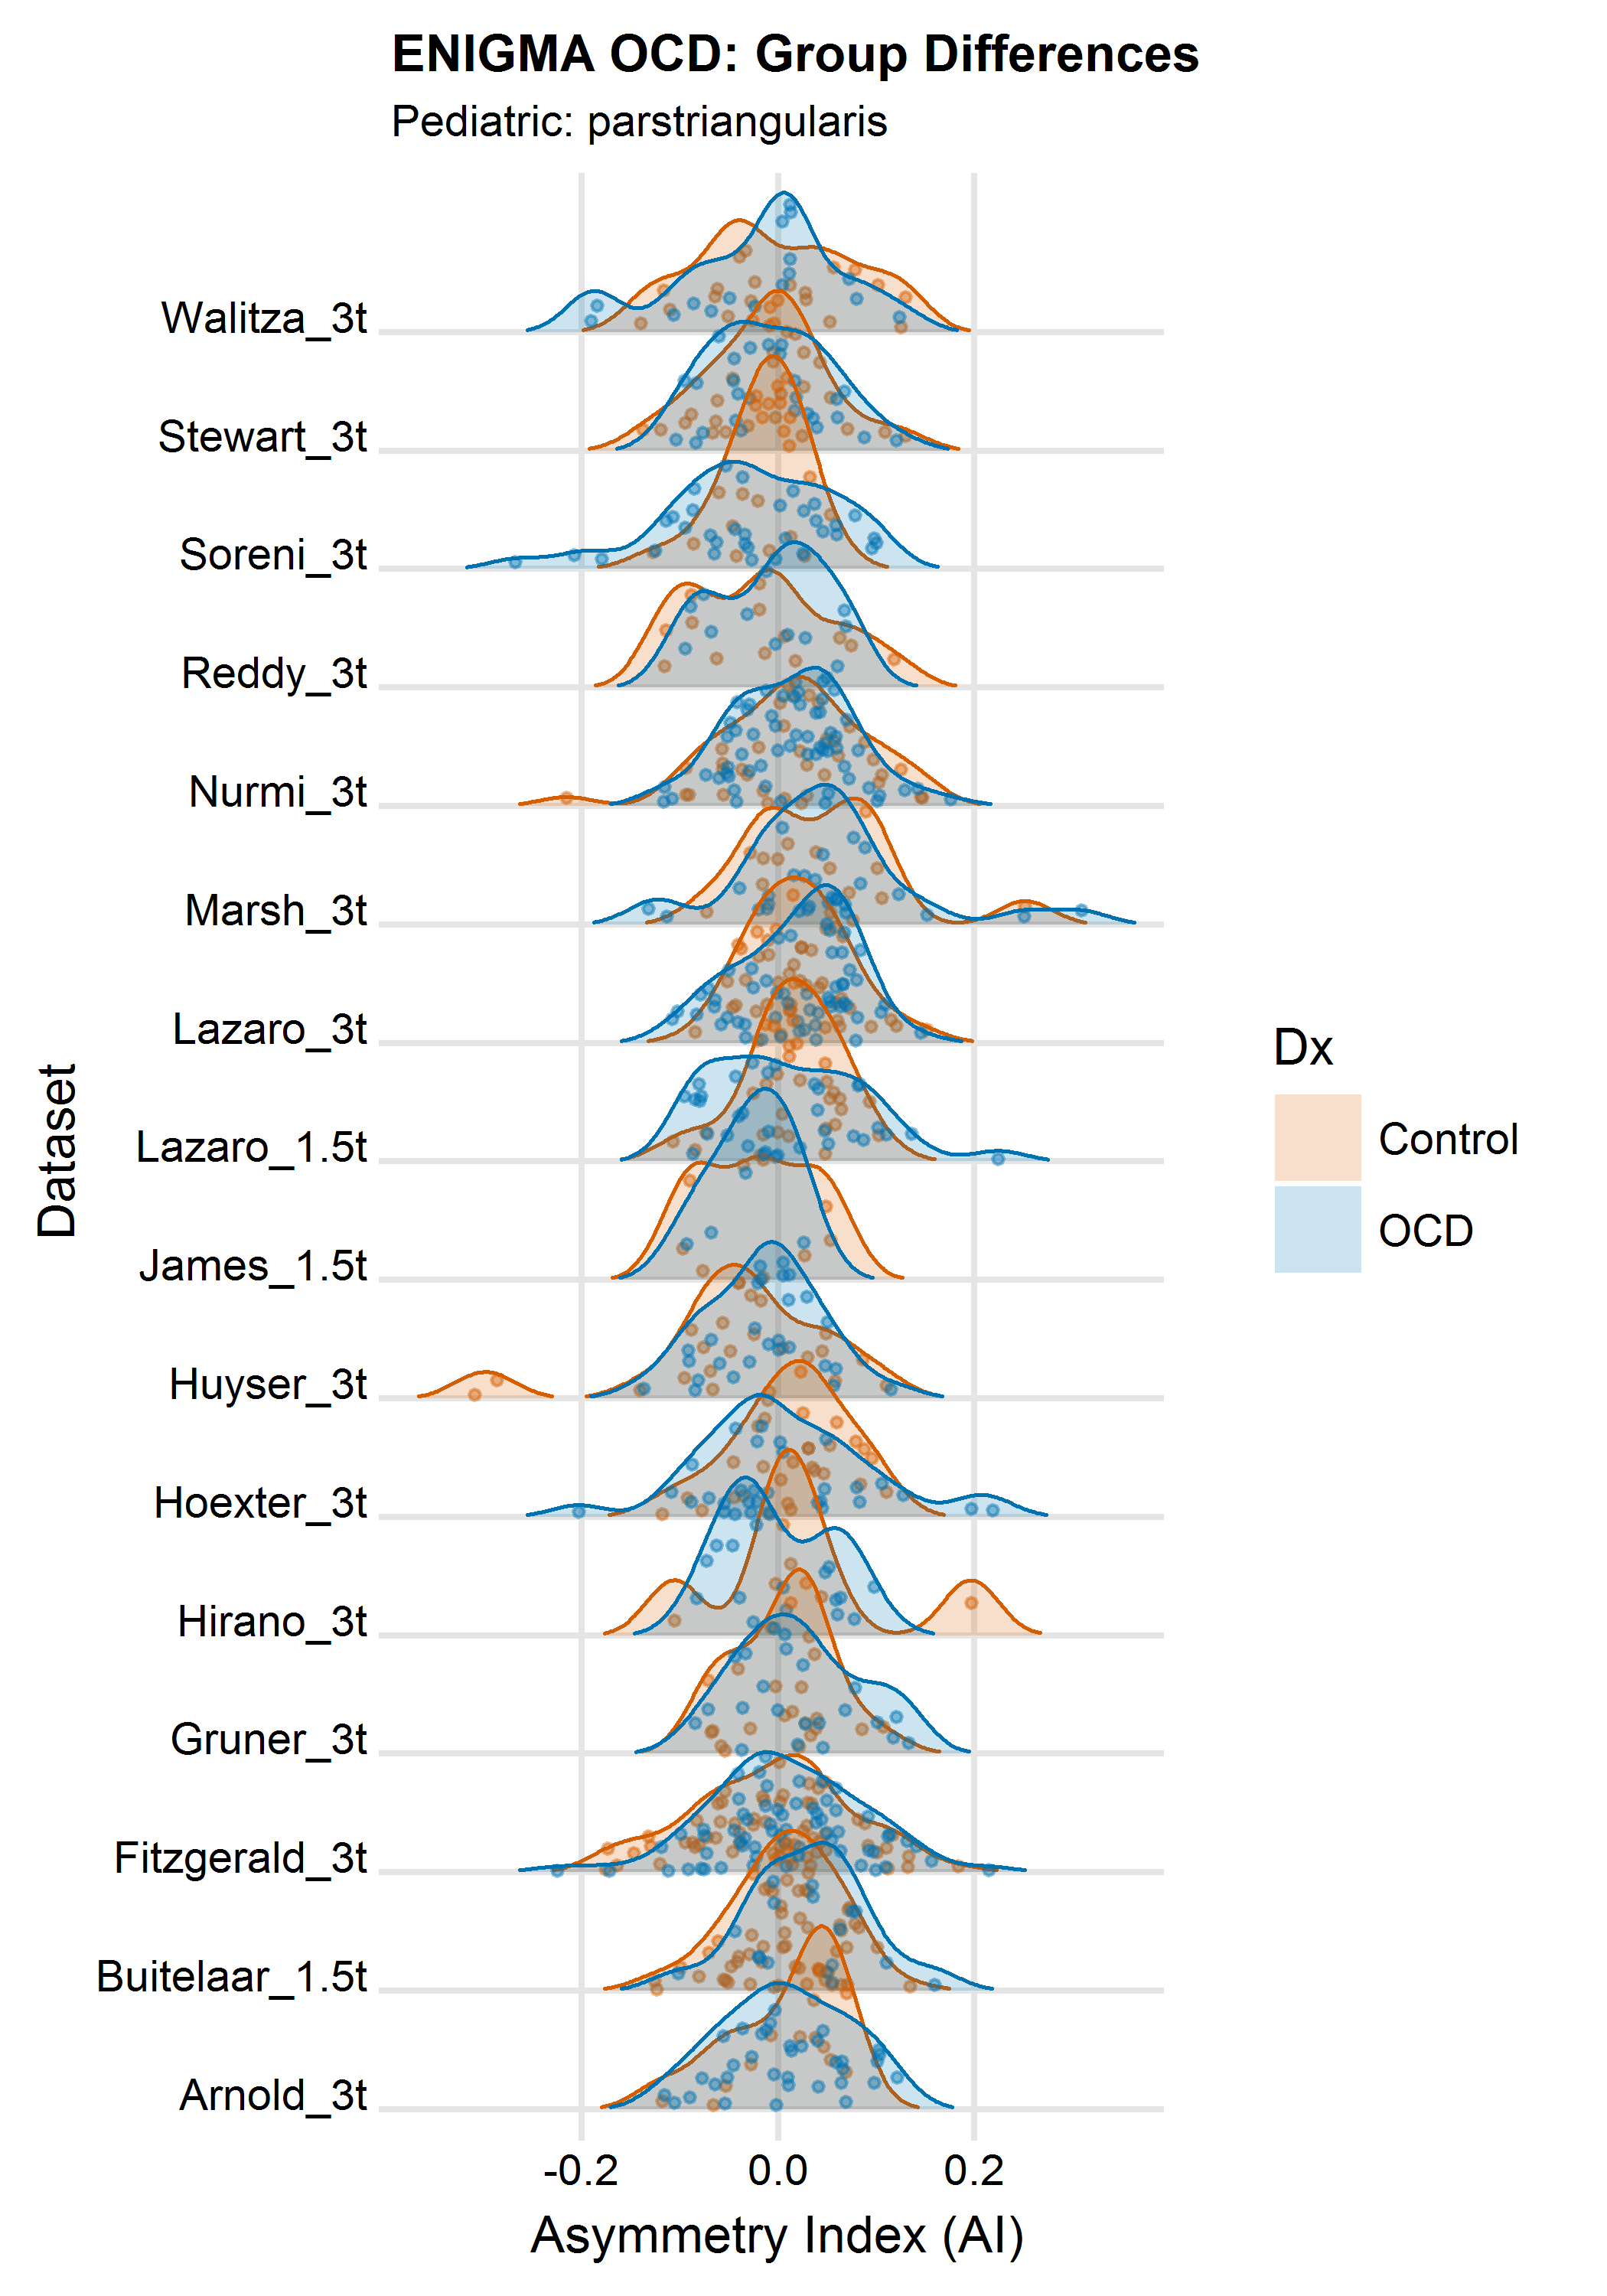 ENIGMA OCD: Group Differences
Pediatric: parstriangularis
Walitza_3t
Stewart_3t
Soreni_3t
Reddy_3t
Nurmi_3t
Marsh_3t
Lazaro_3t
Lazaro_1.5t
James_1.5t
Huyser_3t
Hoexter_3t
Hirano_3t
Gruner_3t
Fitzgerald_3t
Buitelaar_1.5t
Arnold_3t
Dataset
-0.2 0.0 0.2
Asymmetry Index (AI)
Dx
Control
OCD